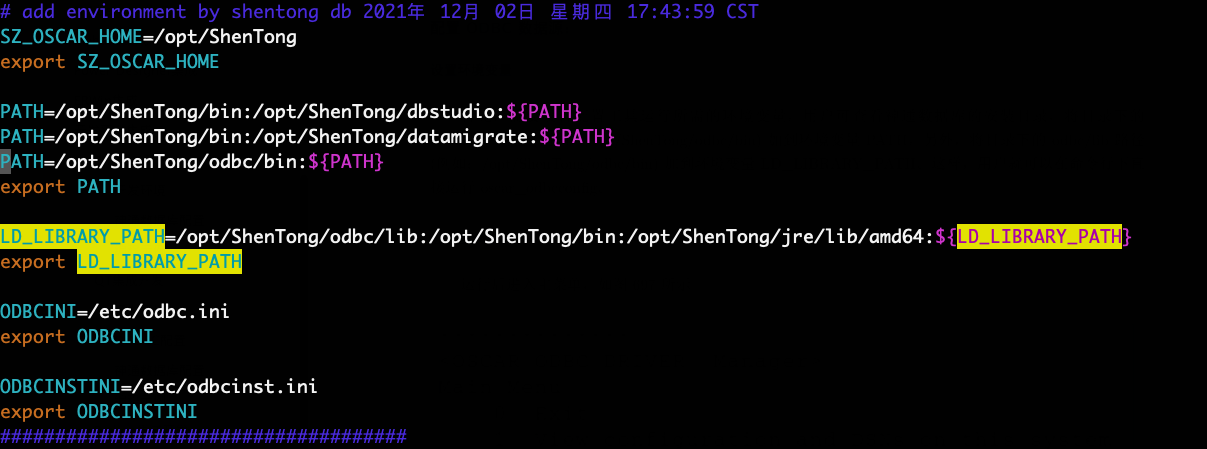 # add environment by shentong db 2021年 12月 02日 星期四 17:43:59 CST
SZ_OSCAR_HOME=/opt/ShenTong
export SZ_OSCAR_HOME
PATH=/opt/ShenTong/bin:/opt/ShenTong/dbstudio:${PATH}
PATH=/opt/ShenTong/bin:/opt/ShenTong/datamigrate:${PATH}
PATH=/opt/ShenTong/odbc/bin:${PATH}
export PATH
LD_LIBRARY_PATH=/opt/ShenTong/odbc/lib:/opt/ShenTong/bin:/opt/ShenTong/jre/lib/amd64:${LD_LIBRARY_PATH}
export LD_LIBRARY_PATH
ODBCINI=/etc/odbc.ini
export ODBCINI
ODBCINSTINI=/etc/odbcinst.ini
export ODBCINSTINI
#####################################